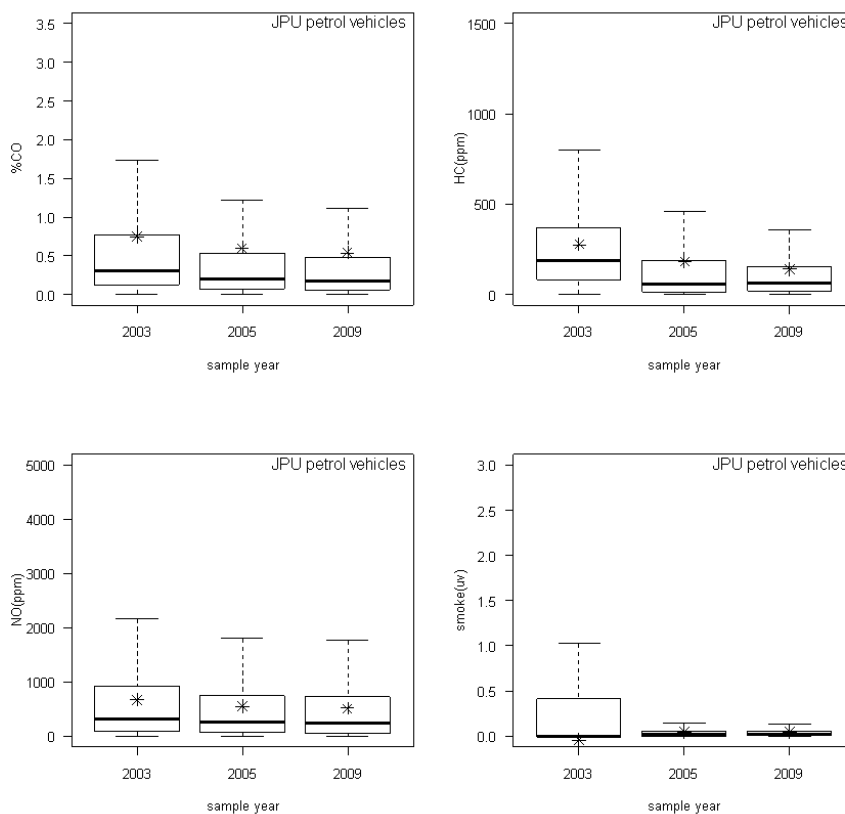 JPU petrol vehicles
3.5
3.0
2.5
2.0
1.5
1.0
0.5
0.0
%CO
2003 2005 2009
sample year
JPU petrol vehicles
1500
1000
500
0
HC(ppm)
2003 2005 2009
sample year
JPU petrol vehicles
5000
4000
3000
2000
1000
0
NO(ppm)
2003 2005 2009
sample year
JPU petrol vehicles
3.0
2.5
2.0
1.5
1.0
0.5
0.0
smoke(uv)
2003 2005 2009
sample year